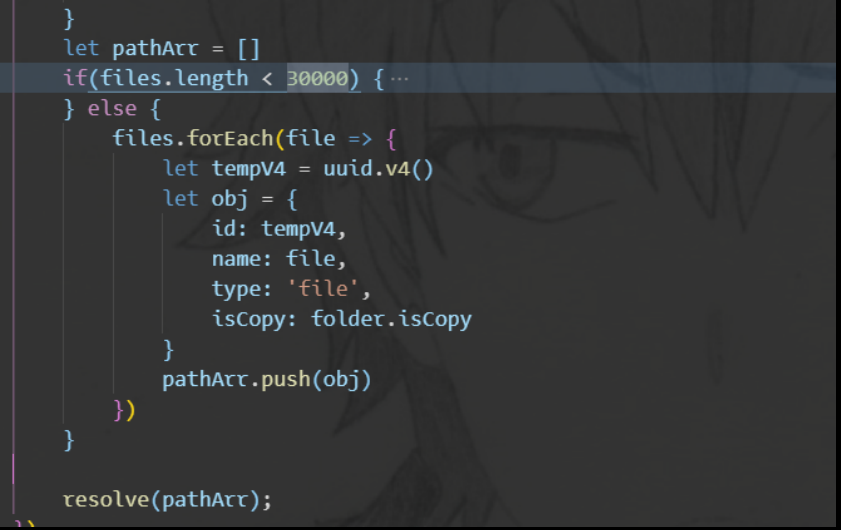 }
let pathArr = []
if(files.length < 30000) { ···
} else {
files.forEach(file => {
let tempV4 = uuid.v4()
let obj = {
id: tempV4,
name: file,
type: 'file',
isCopy: folder.isCopy
}
pathArr.push(obj)
})
}
resolve(pathArr);
})